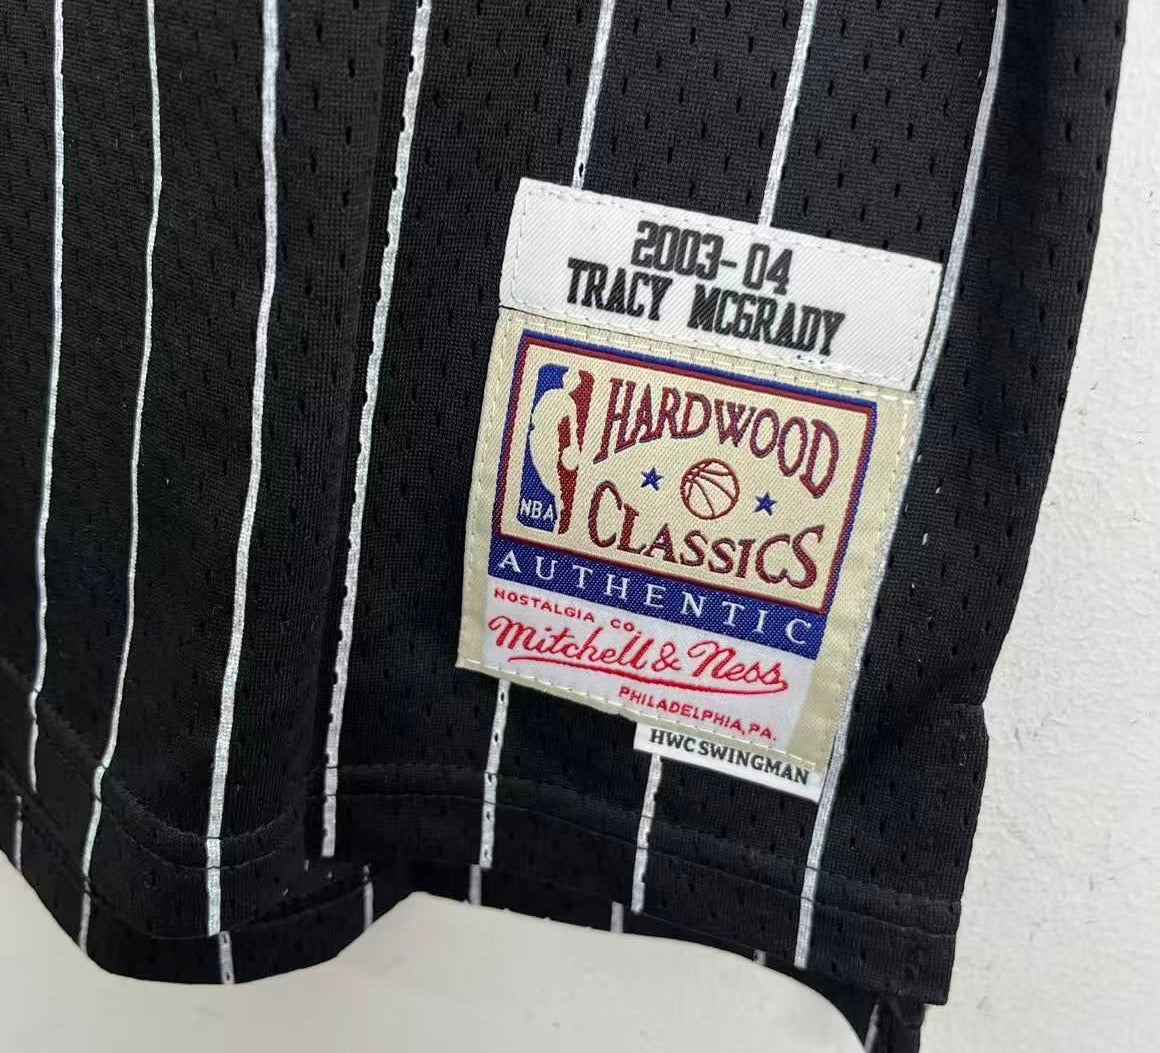 2003-04
TRACY MCGRADY
HARDWOOD
CLASSICS
NBA
AUTHENTIC
NOSTALGIA CO.
Mitchell & Ness
PHILADELPHIA, PA.
HWC SWINGMAN